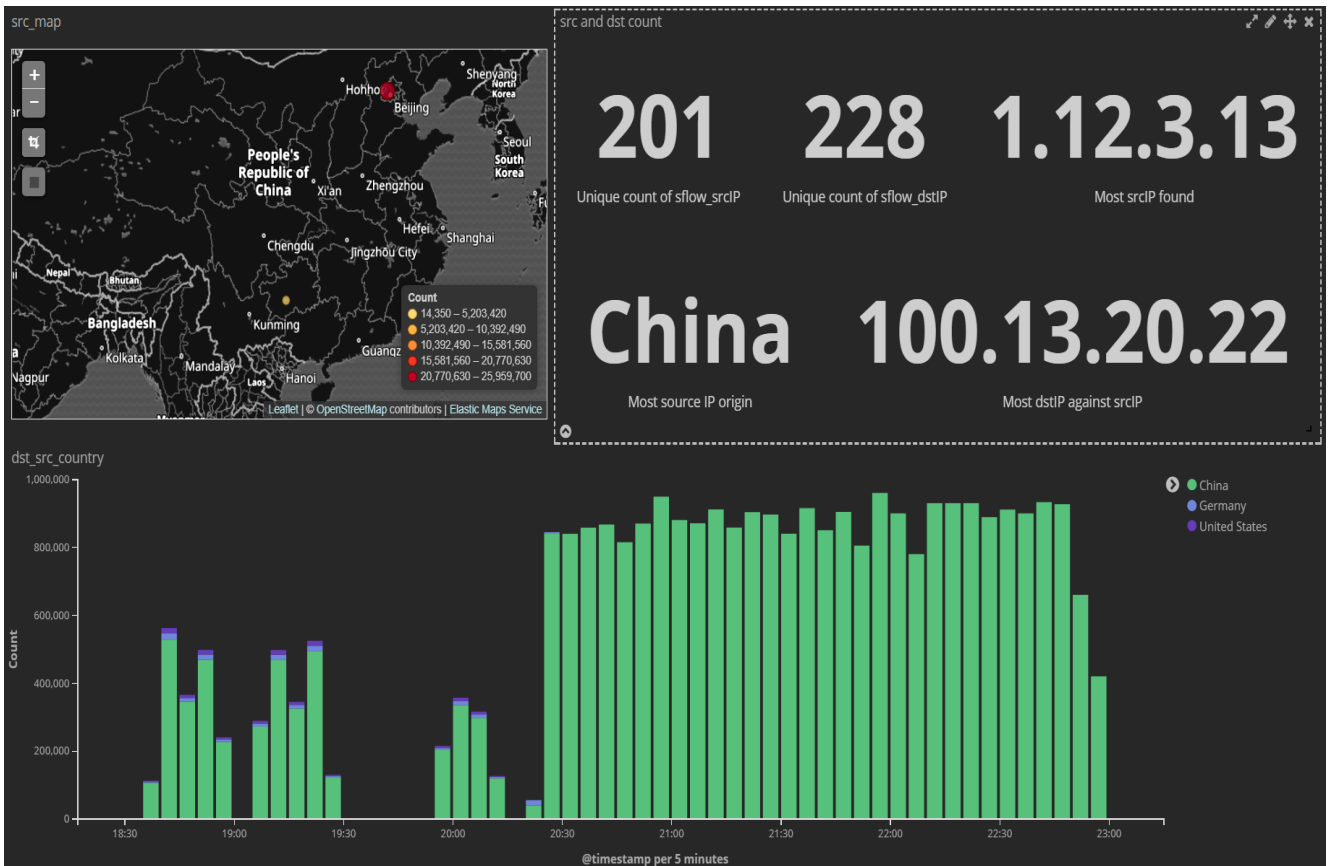 src_map
+
−
Shenyang
North
Korea
Hohho
Beijing
Seoul
South
Korea
People's
Republic of
China
Xi'an
Zhengzhou
Hefei
Shanghai
Chengdu
Jingzhou City
Nepal
Bhutan
Bangladesh
Kunming
Guangz
Kolkata
Mandalay
Laos
Hanoi
Nagpur
Count
14,350 – 5,203,420
5,203,420 – 10,392,490
10,392,490 – 15,581,560
15,581,560 – 20,770,630
20,770,630 – 25,959,700
Leaflet | © OpenStreetMap contributors | Elastic Maps Service
src and dst count
201
Unique count of sflow_srcIP
228
Unique count of sflow_dstIP
1.12.3.13
Most srcIP found
China
Most source IP origin
100.13.20.22
Most dstIP against srcIP
dst_src_country
1,000,000
800,000
600,000
400,000
200,000
0
Count
18:30
19:00
19:30
20:00
20:30
21:00
21:30
22:00
22:30
23:00
@timestamp per 5 minutes
China
Germany
United States